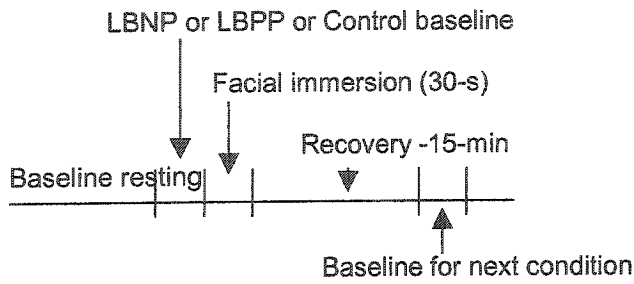 LBNP or LBPP or Control baseline
Facial immersion (30-s)
Recovery -15-min
Baseline resting
Baseline for next condition